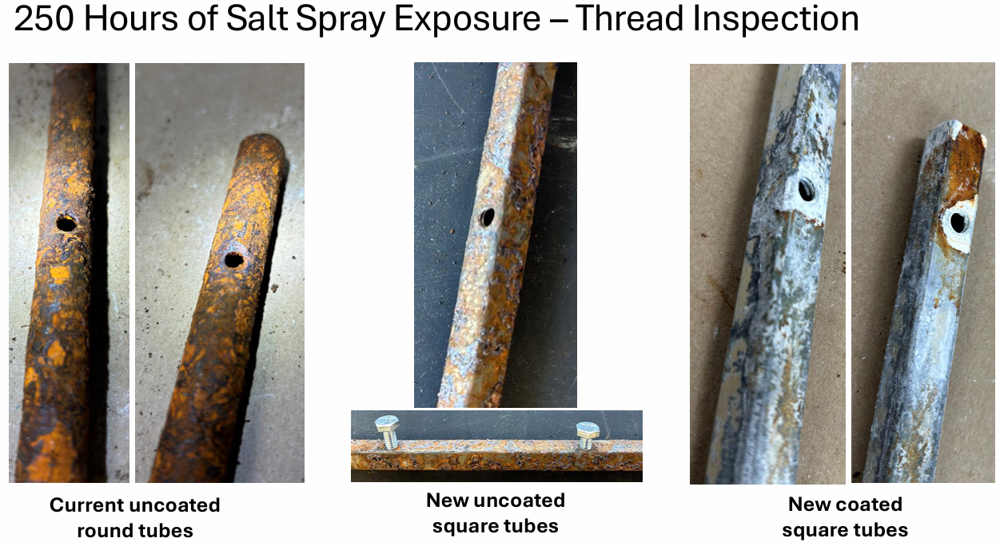 250 Hours of Salt Spray Exposure – Thread Inspection
Current uncoated
round tubes
New uncoated
square tubes
New coated
square tubes